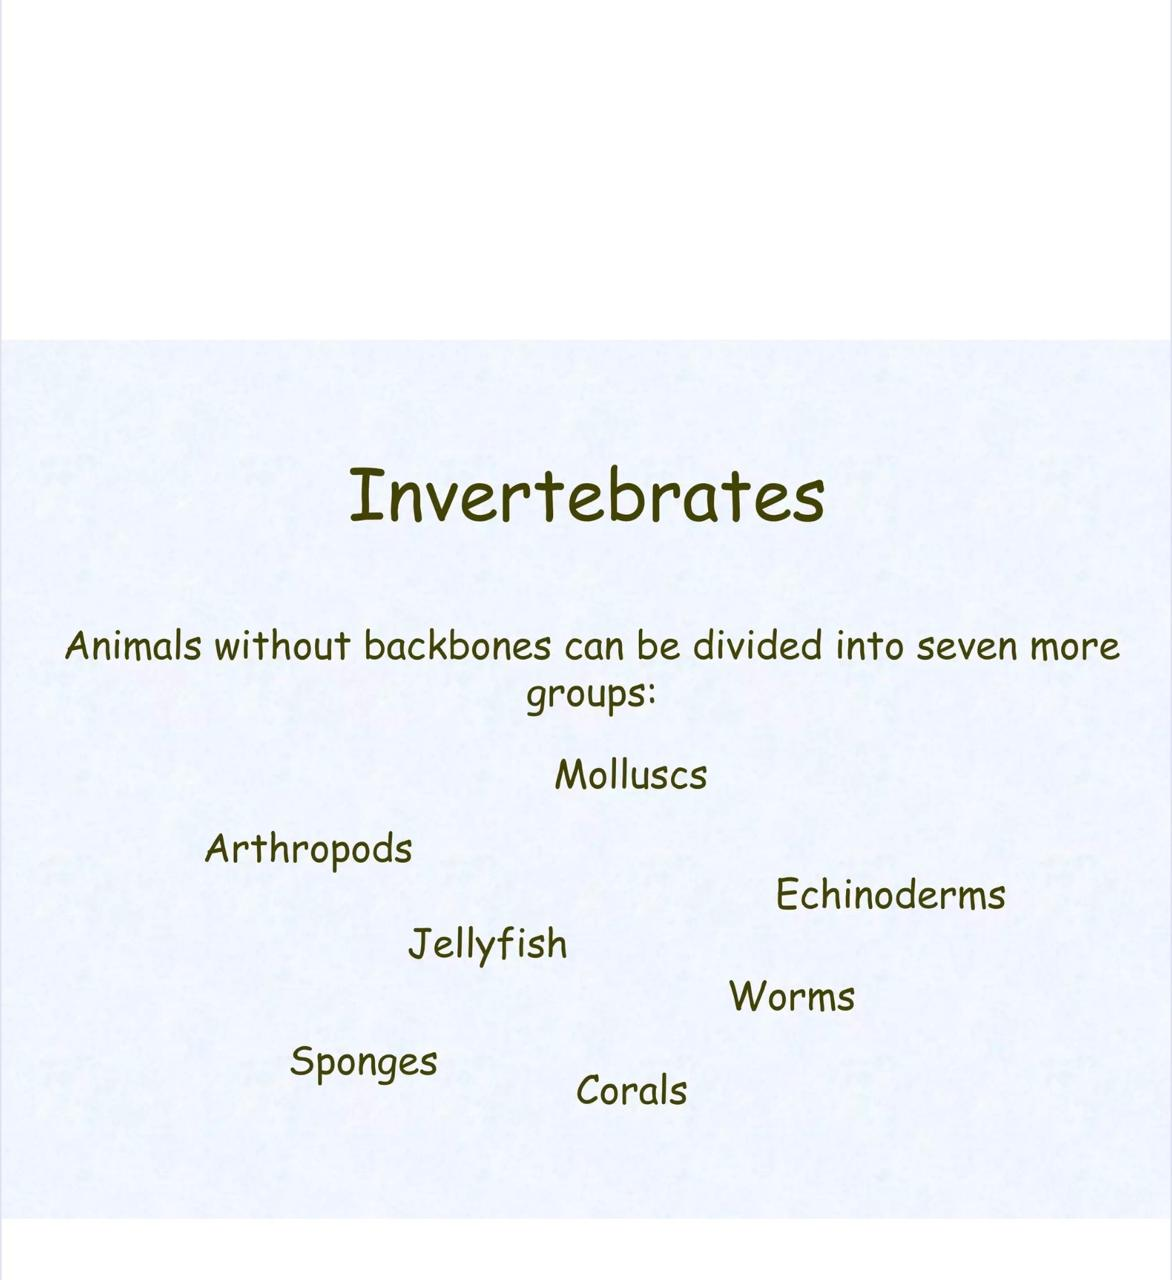 Invertebrates
Animals without backbones can be divided into seven more
groups:
Molluscs
Arthropods
Echinoderms
Jellyfish
Worms
Sponges
Corals